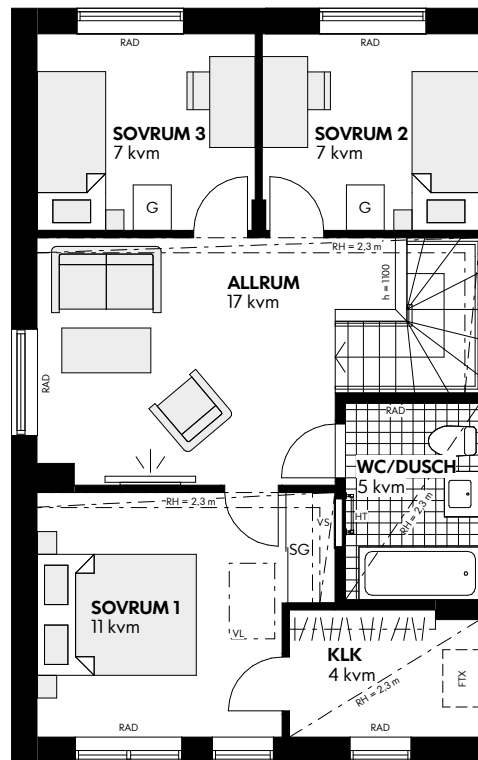 RAD
RAD
SOVRUM 3
7 kvm
SOVRUM 2
7 kvm
G
G
RH = 2,3 m
ALLRUM
17 kvm
h = 1100
RAD
RAD
WC/DUSCH
5 kvm
RH = 2,3 m
HT
RH = 2,3 m
VS
SG
SOVRUM 1
11 kvm
VL
KLK
4 kvm
RH = 2,3 m
FTX
RAD
RAD